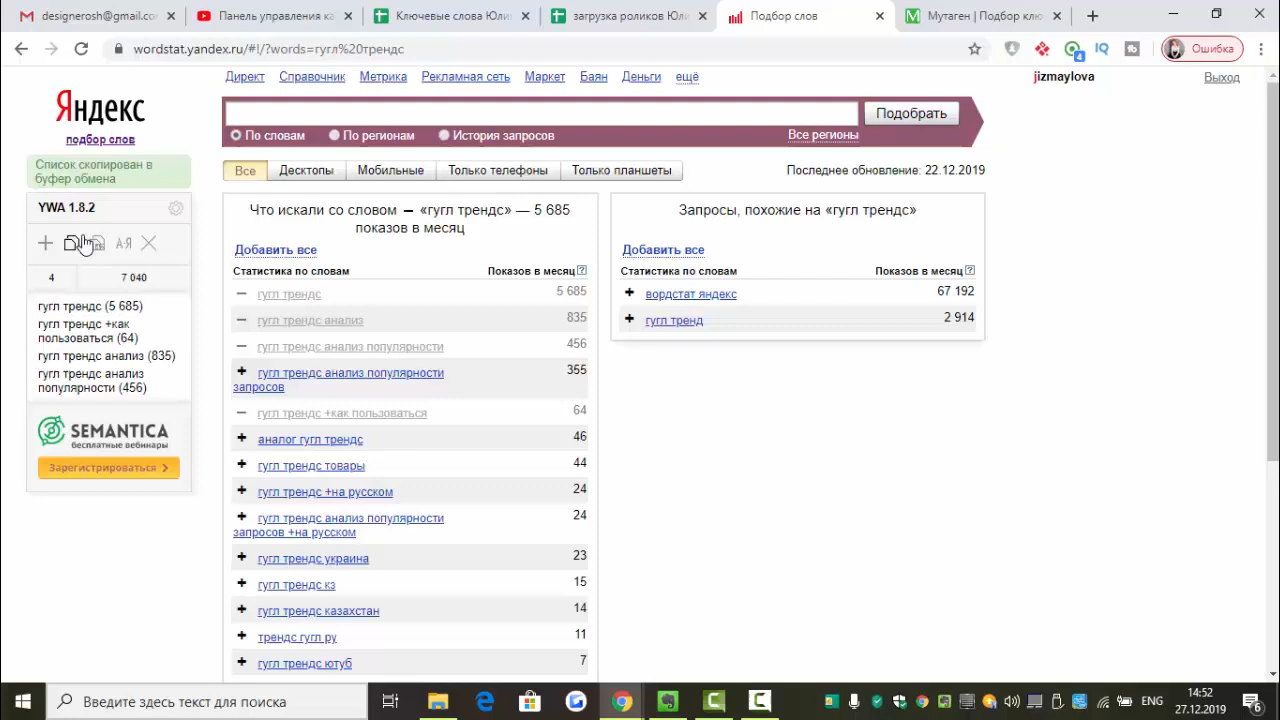 designerosh@gmail.com
Панель управления ка
Ключевые слова Юли
загрузка роликов Юли
Подбор слов
Мутаген | Подбор клю
wordstat.yandex.ru/#!/?words=гугл%20трендс
4
IQ
Ошибка
Директ Справочник Метрика Рекламная сеть Маркет Баян Деньги ещё
jizmaylova
Выход
Яндекс
подбор слов
Подобрать
По словам По регионам История запросов
Все регионы
Список скопирован в
буфер обмена
Все Десктопы Мобильные Только телефоны Только планшеты
Последнее обновление: 22.12.2019
YWA 1.8.2
А-Я
4 7 040
гугл трендс (5 685)
гугл трендс +как
пользоваться (64)
гугл трендс анализ (835)
гугл трендс анализ
популярности (456)
SEMANTICA
бесплатные вебинары
Зарегистрироваться
Что искали со словом – «гугл трендс» — 5 685
показов в месяц
Добавить все
Статистика по словам Показов в месяц ?
гугл трендс 5 685
гугл трендс анализ 835
гугл трендс анализ популярности 456
гугл трендс анализ популярности 355
запросов
гугл трендс +как пользоваться 64
аналог гугл трендс 46
гугл трендс товары 44
гугл трендс +на русском 24
гугл трендс анализ популярности 24
запросов +на русском
гугл трендс украина 23
гугл трендс кз 15
гугл трендс казахстан 14
трендс гугл ру 11
гугл трендс ютуб 7
Запросы, похожие на «гугл трендс»
Добавить все
Статистика по словам Показов в месяц ?
вордстат яндекс 67 192
гугл тренд 2 914
Введите здесь текст для поиска
ENG
14:52
27.12.2019
6